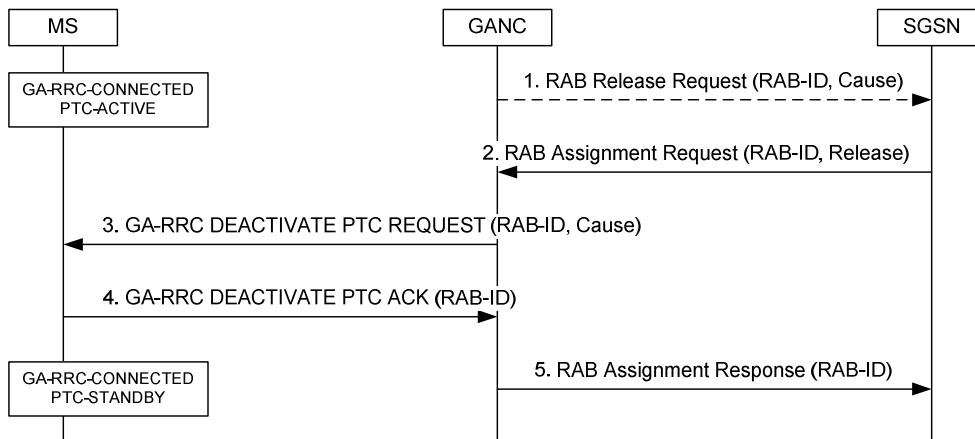 MS
GANC
SGSN
GA-RRC-CONNECTED
PTC-ACTIVE
1. RAB Release Request (RAB-ID, Cause)
2. RAB Assignment Request (RAB-ID, Release)
3. GA-RRC DEACTIVATE PTC REQUEST (RAB-ID, Cause)
4. GA-RRC DEACTIVATE PTC ACK (RAB-ID)
GA-RRC-CONNECTED
PTC-STANDBY
5. RAB Assignment Response (RAB-ID)